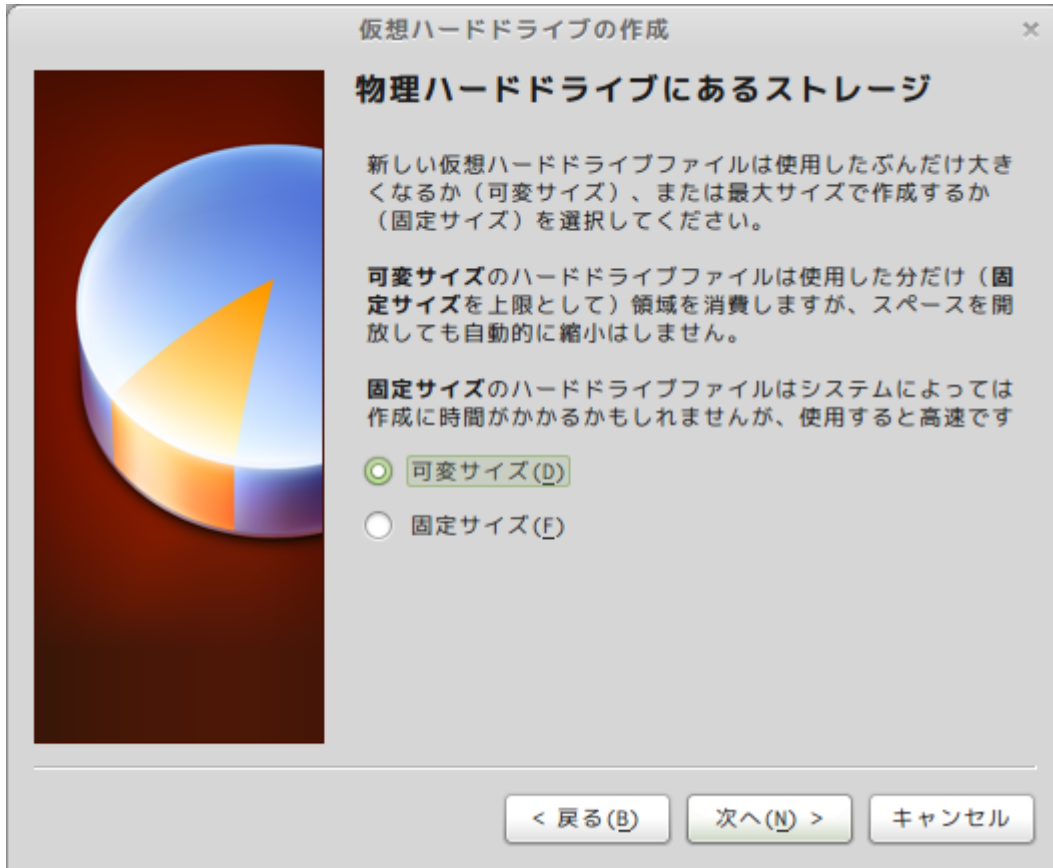 仮想ハードドライブの作成
物理ハードドライブにあるストレージ
新しい仮想ハードドライブファイルは使用したぶんだけ大き
くなるか（可変サイズ）、または最大サイズで作成するか
（固定サイズ）を選択してください。
可変サイズのハードドライブファイルは使用した分だけ（固
定サイズを上限として）領域を消費しますが、スペースを開
放しても自動的に縮小はしません。
固定サイズのハードドライブファイルはシステムによっては
作成に時間がかかるかもしれませんが、使用すると高速です
可変サイズ(D)
固定サイズ(F)
< 戻る(B)
次へ(N) >
キャンセル